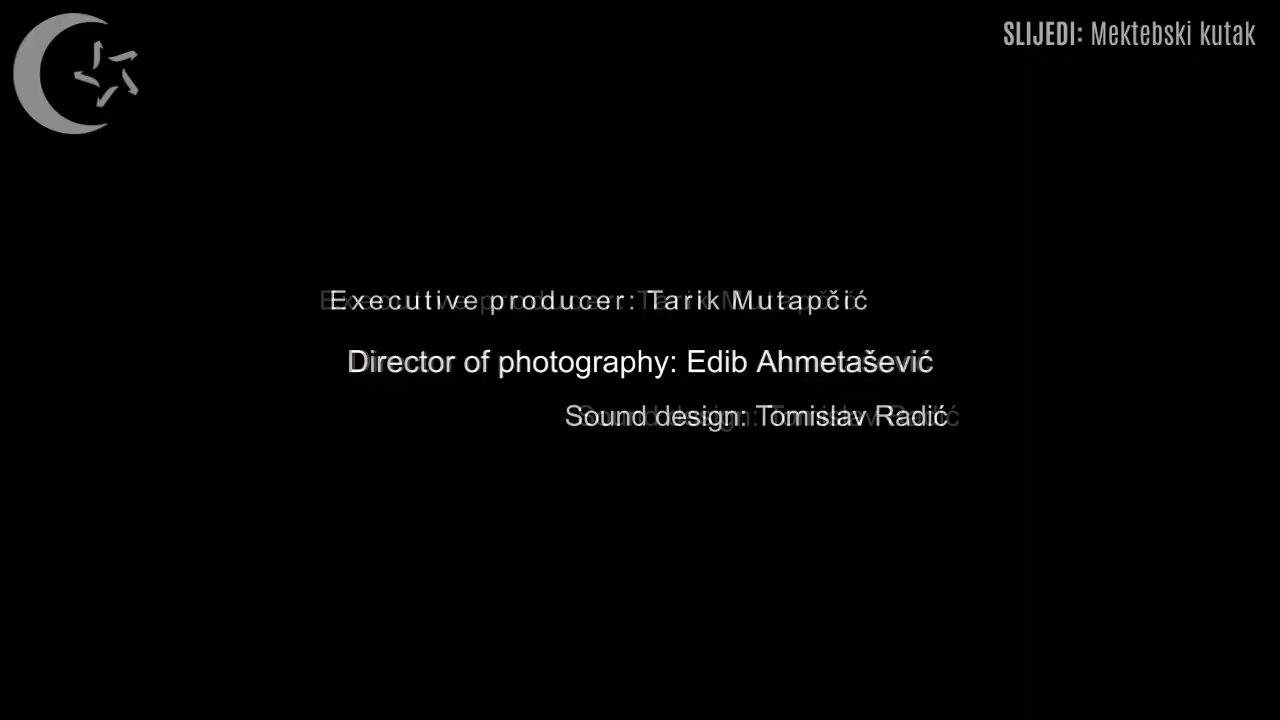 SLIJEDI: Mektebski kutak
Executive producer: Tarik Mutapčić
Director of photography: Edib Ahmetašević
Sound design: Tomislav Radić